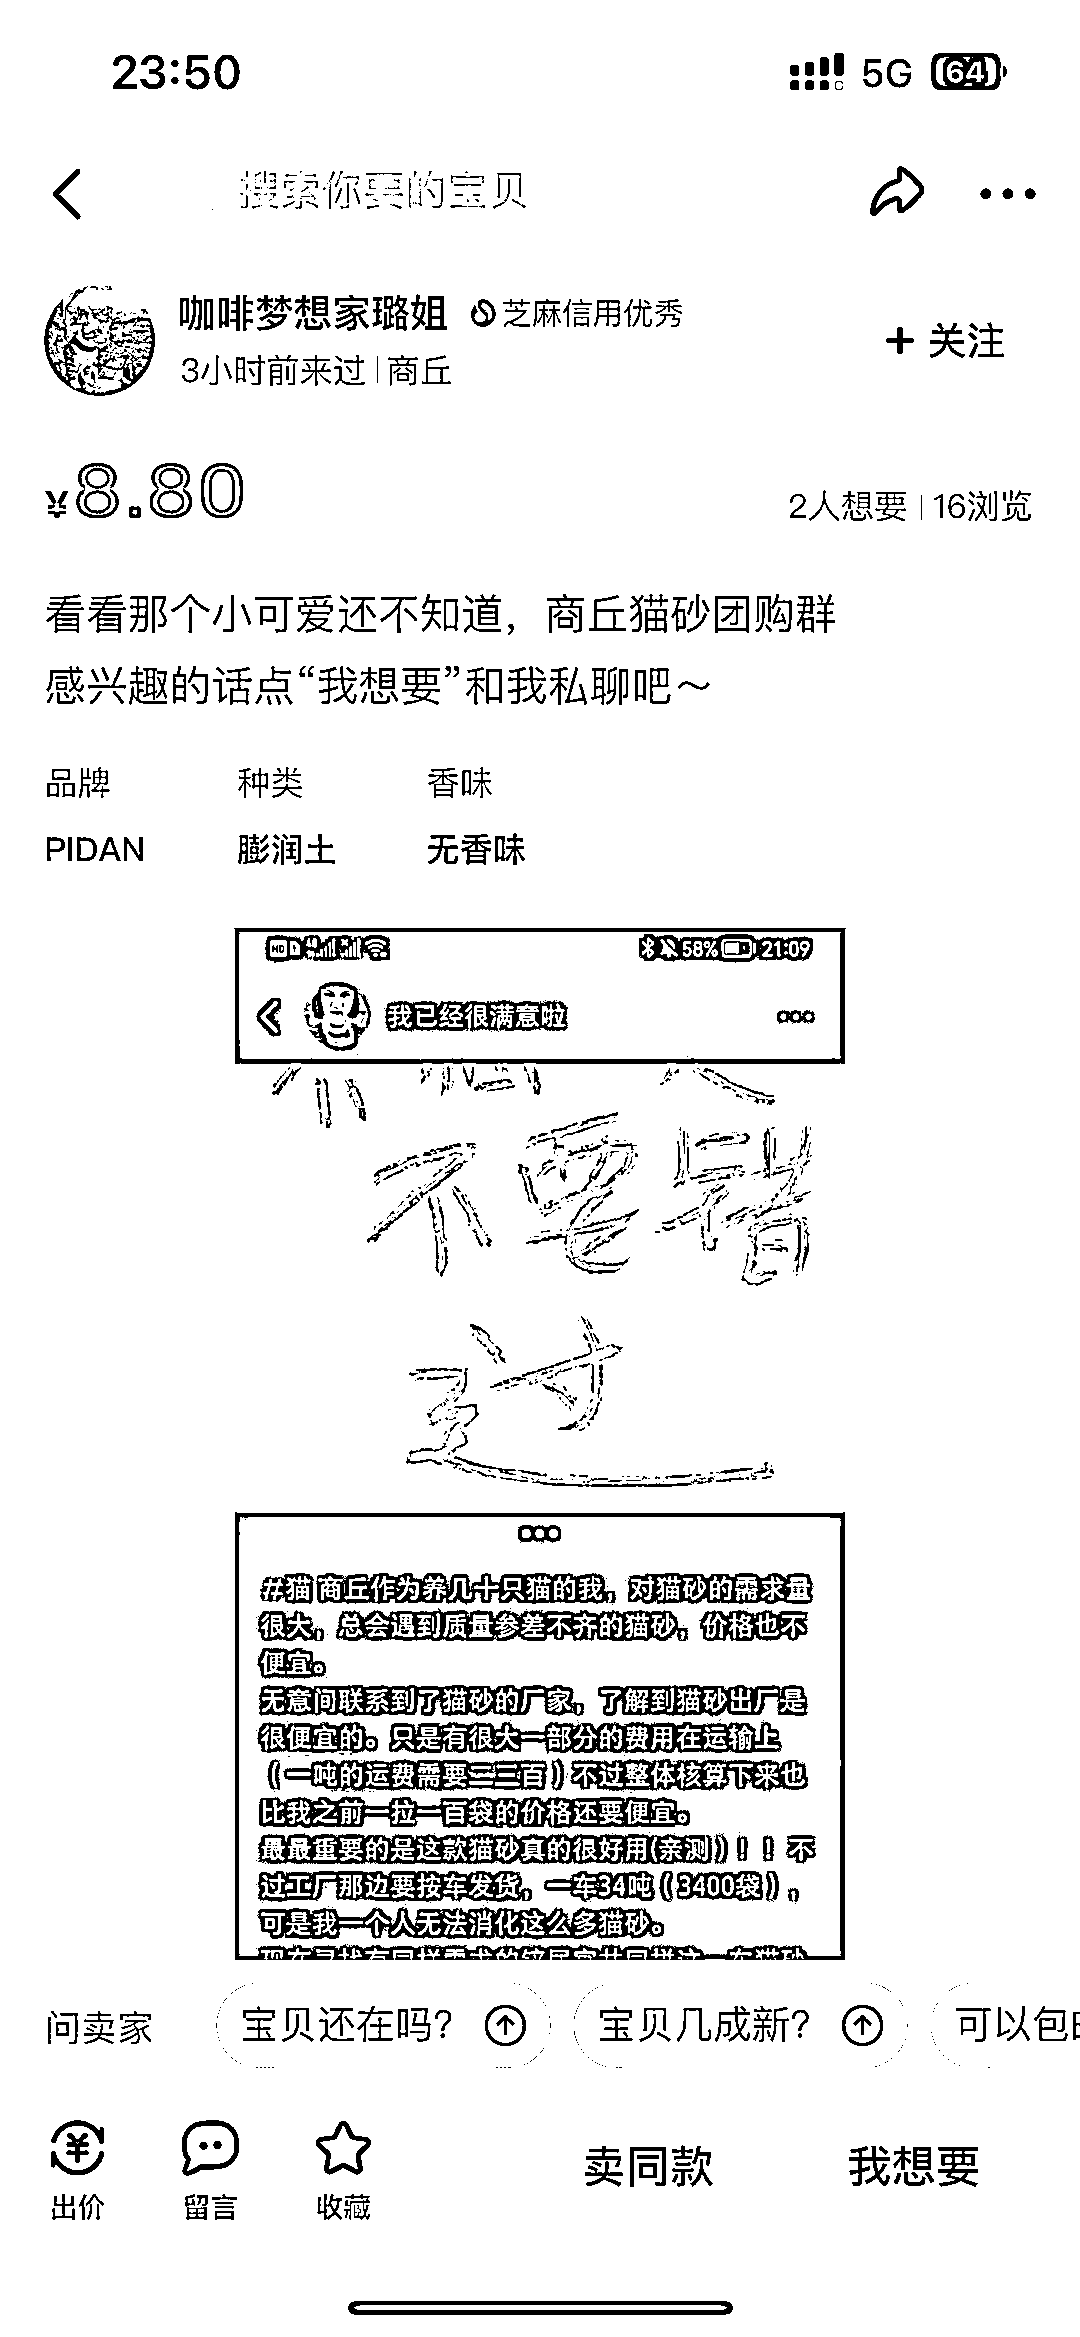 23:50 5G 64
搜索你要的宝贝
咖啡梦想家璐姐 芝麻信用优秀
+ 关注
3小时前来过 | 商丘
¥8.80
2人想要 | 16浏览
看看那个小可爱还不知道，商丘猫砂团购群
感兴趣的话点“我想要”和我私聊吧～
品牌 种类 香味
PIDAN 膨润土 无香味
HD 58% 21:09
我已经很满意啦
不要错
过
#猫 商丘作为养几十只猫的我，对猫砂的需求量
很大，总会遇到质量参差不齐的猫砂，价格也不
便宜。
无意间联系到了猫砂的厂家，了解到猫砂出厂是
很便宜的。只是有很大一部分的费用在运输上
（一吨的运费需要二三百）不过整体核算下来也
比我之前一拉一百袋的价格还要便宜。
最最重要的是这款猫砂真的很好用(亲测)！！不
过工厂那边要按车发货，一车34吨（3400袋），
可是我一个人无法消化这么多猫砂。
问卖家 宝贝还在吗？ 宝贝几成新？ 可以包
出价 留言 收藏 卖同款 我想要